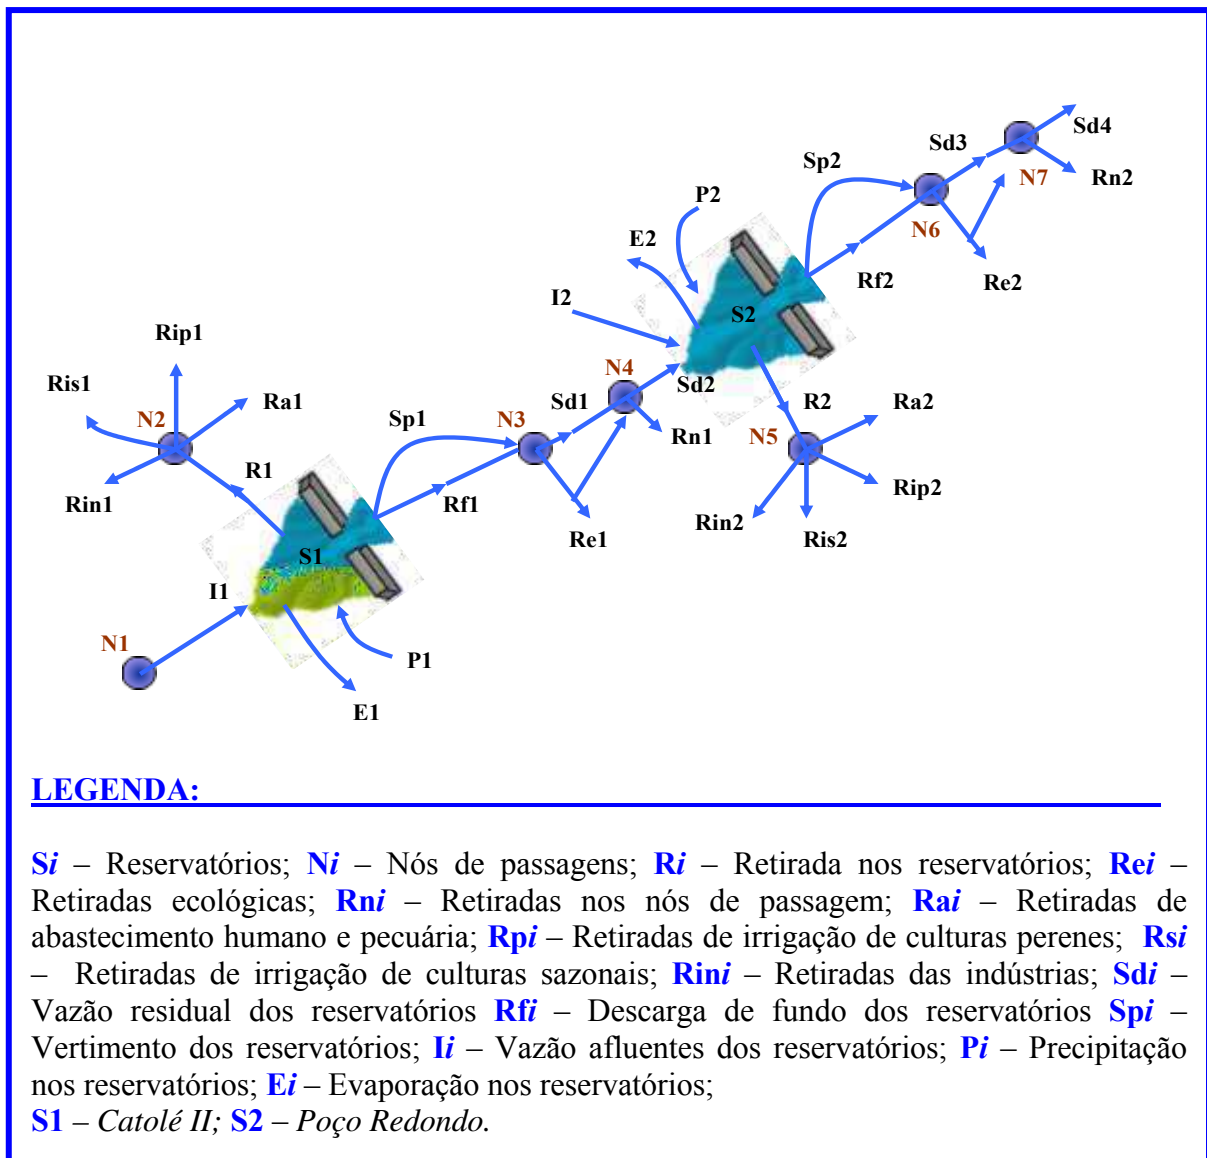 Sd4
Sd3
Sp2
N7
Rn2
P2
E2
N6
Rf2
Re2
I2
S2
Rip1
N4
Ris1
Sd2
Ra1
Sd1
R2
Ra2
N2
Sp1
N3
Rn1
N5
R1
Rin1
Rf1
Rip2
Rin2
Re1
Ris2
S1
I1
N1
P1
E1
LEGENDA:
Si – Reservatórios; Ni – Nós de passagens; Ri – Retirada nos reservatórios; Rei –
Retiradas ecológicas; Rni – Retiradas nos nós de passagem; Rai – Retiradas de
abastecimento humano e pecuária; Rpi – Retiradas de irrigação de culturas perenes; Rsi
– Retiradas de irrigação de culturas sazonais; Rini – Retiradas das indústrias; Sdi –
Vazão residual dos reservatórios Rfi – Descarga de fundo dos reservatórios Spi –
Vertimento dos reservatórios; Ii – Vazão afluentes dos reservatórios; Pi – Precipitação
nos reservatórios; Ei – Evaporação nos reservatórios;
S1 – Catolé II; S2 – Poço Redondo.